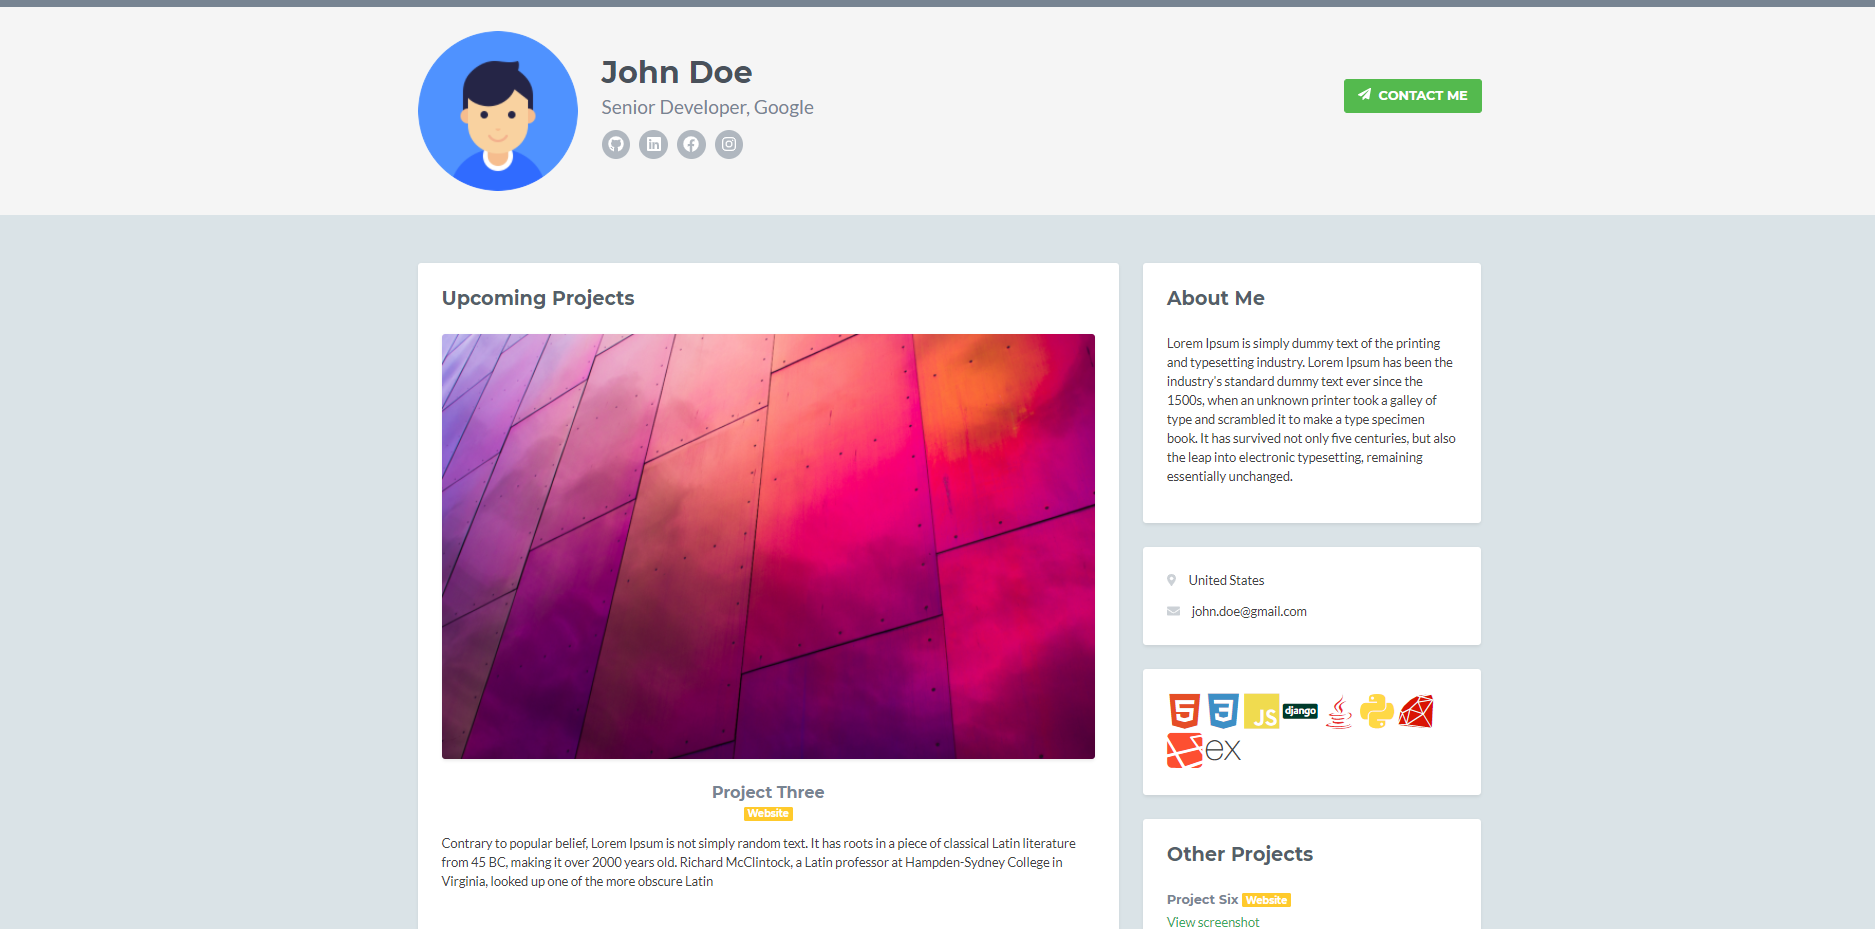 John Doe
Senior Developer, Google
CONTACT ME
Upcoming Projects
Project Three
Website
Contrary to popular belief, Lorem Ipsum is not simply random text. It has roots in a piece of classical Latin literature
from 45 BC, making it over 2000 years old. Richard McClintock, a Latin professor at Hampden-Sydney College in
Virginia, looked up one of the more obscure Latin
About Me
Lorem Ipsum is simply dummy text of the printing
and typesetting industry. Lorem Ipsum has been the
industry's standard dummy text ever since the
1500s, when an unknown printer took a galley of
type and scrambled it to make a type specimen
book. It has survived not only five centuries, but also
the leap into electronic typesetting, remaining
essentially unchanged.
United States
john.doe@gmail.com
5 3 JS django
ex
Other Projects
Project Six Website
View screenshot